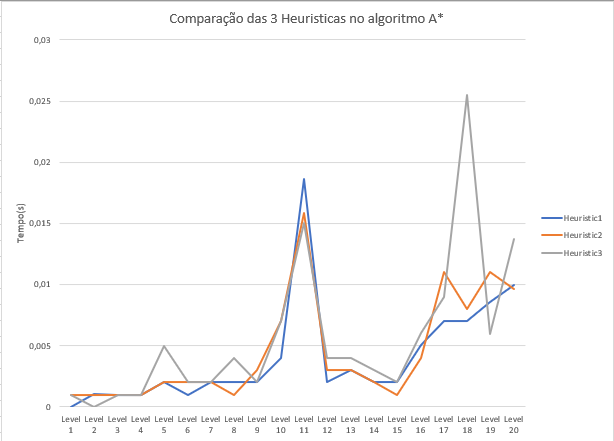 Comparação das 3 Heuristicas no algoritmo A*
0,03
0,025
0,02
0,015
0,01
0,005
0
Tempo(s)
Level Level Level Level Level Level Level Level Level Level Level Level Level Level Level Level Level Level Level Level
1 2 3 4 5 6 7 8 9 10 11 12 13 14 15 16 17 18 19 20
Heuristic1
Heuristic2
Heuristic3